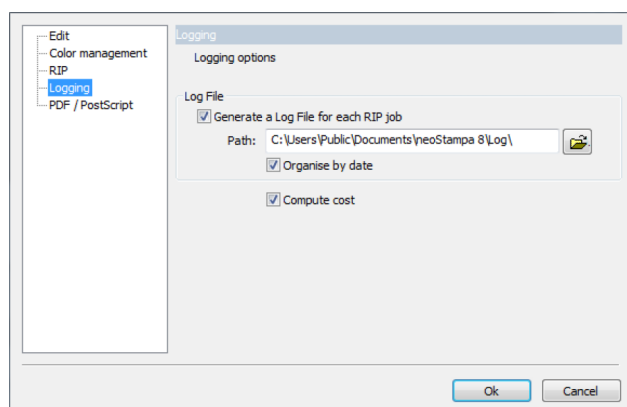 Edit
Color management
RIP
Logging
PDF / PostScript
Logging
Logging options
Log File
Generate a Log File for each RIP job
Path: C:\Users\Public\Documents\neoStampa 8\Log\
Organise by date
Compute cost
Ok Cancel